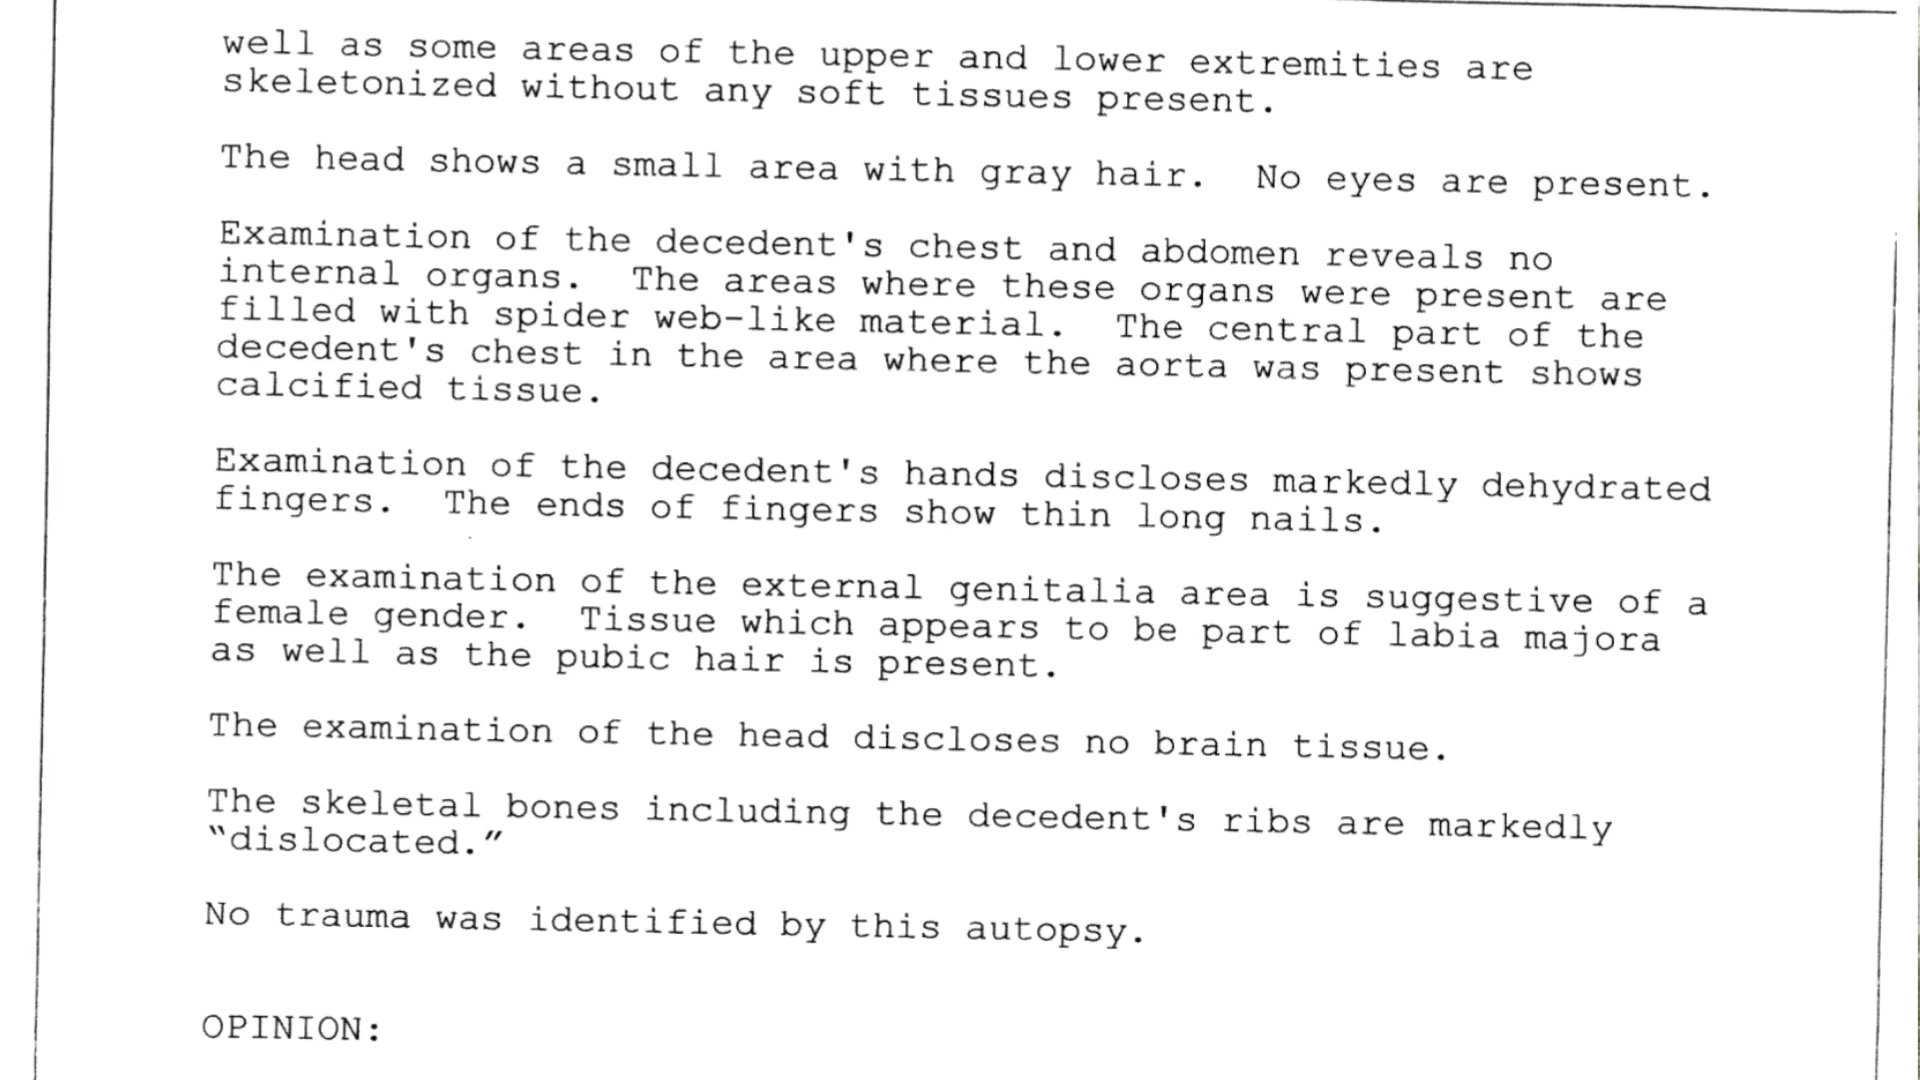 well as some areas of the upper and lower extremities are
skeletonized without any soft tissues present.
The head shows a small area with gray hair. No eyes are present.
Examination of the decedent's chest and abdomen reveals no
internal organs. The areas where these organs were present are
filled with spider web-like material. The central part of the
decedent's chest in the area where the aorta was present shows
calcified tissue.
Examination of the decedent's hands discloses markedly dehydrated
fingers. The ends of fingers show thin long nails.
The examination of the external genitalia area is suggestive of a
female gender. Tissue which appears to be part of labia majora
as well as the pubic hair is present.
The examination of the head discloses no brain tissue.
The skeletal bones including the decedent's ribs are markedly
“dislocated.”
No trauma was identified by this autopsy.
OPINION: